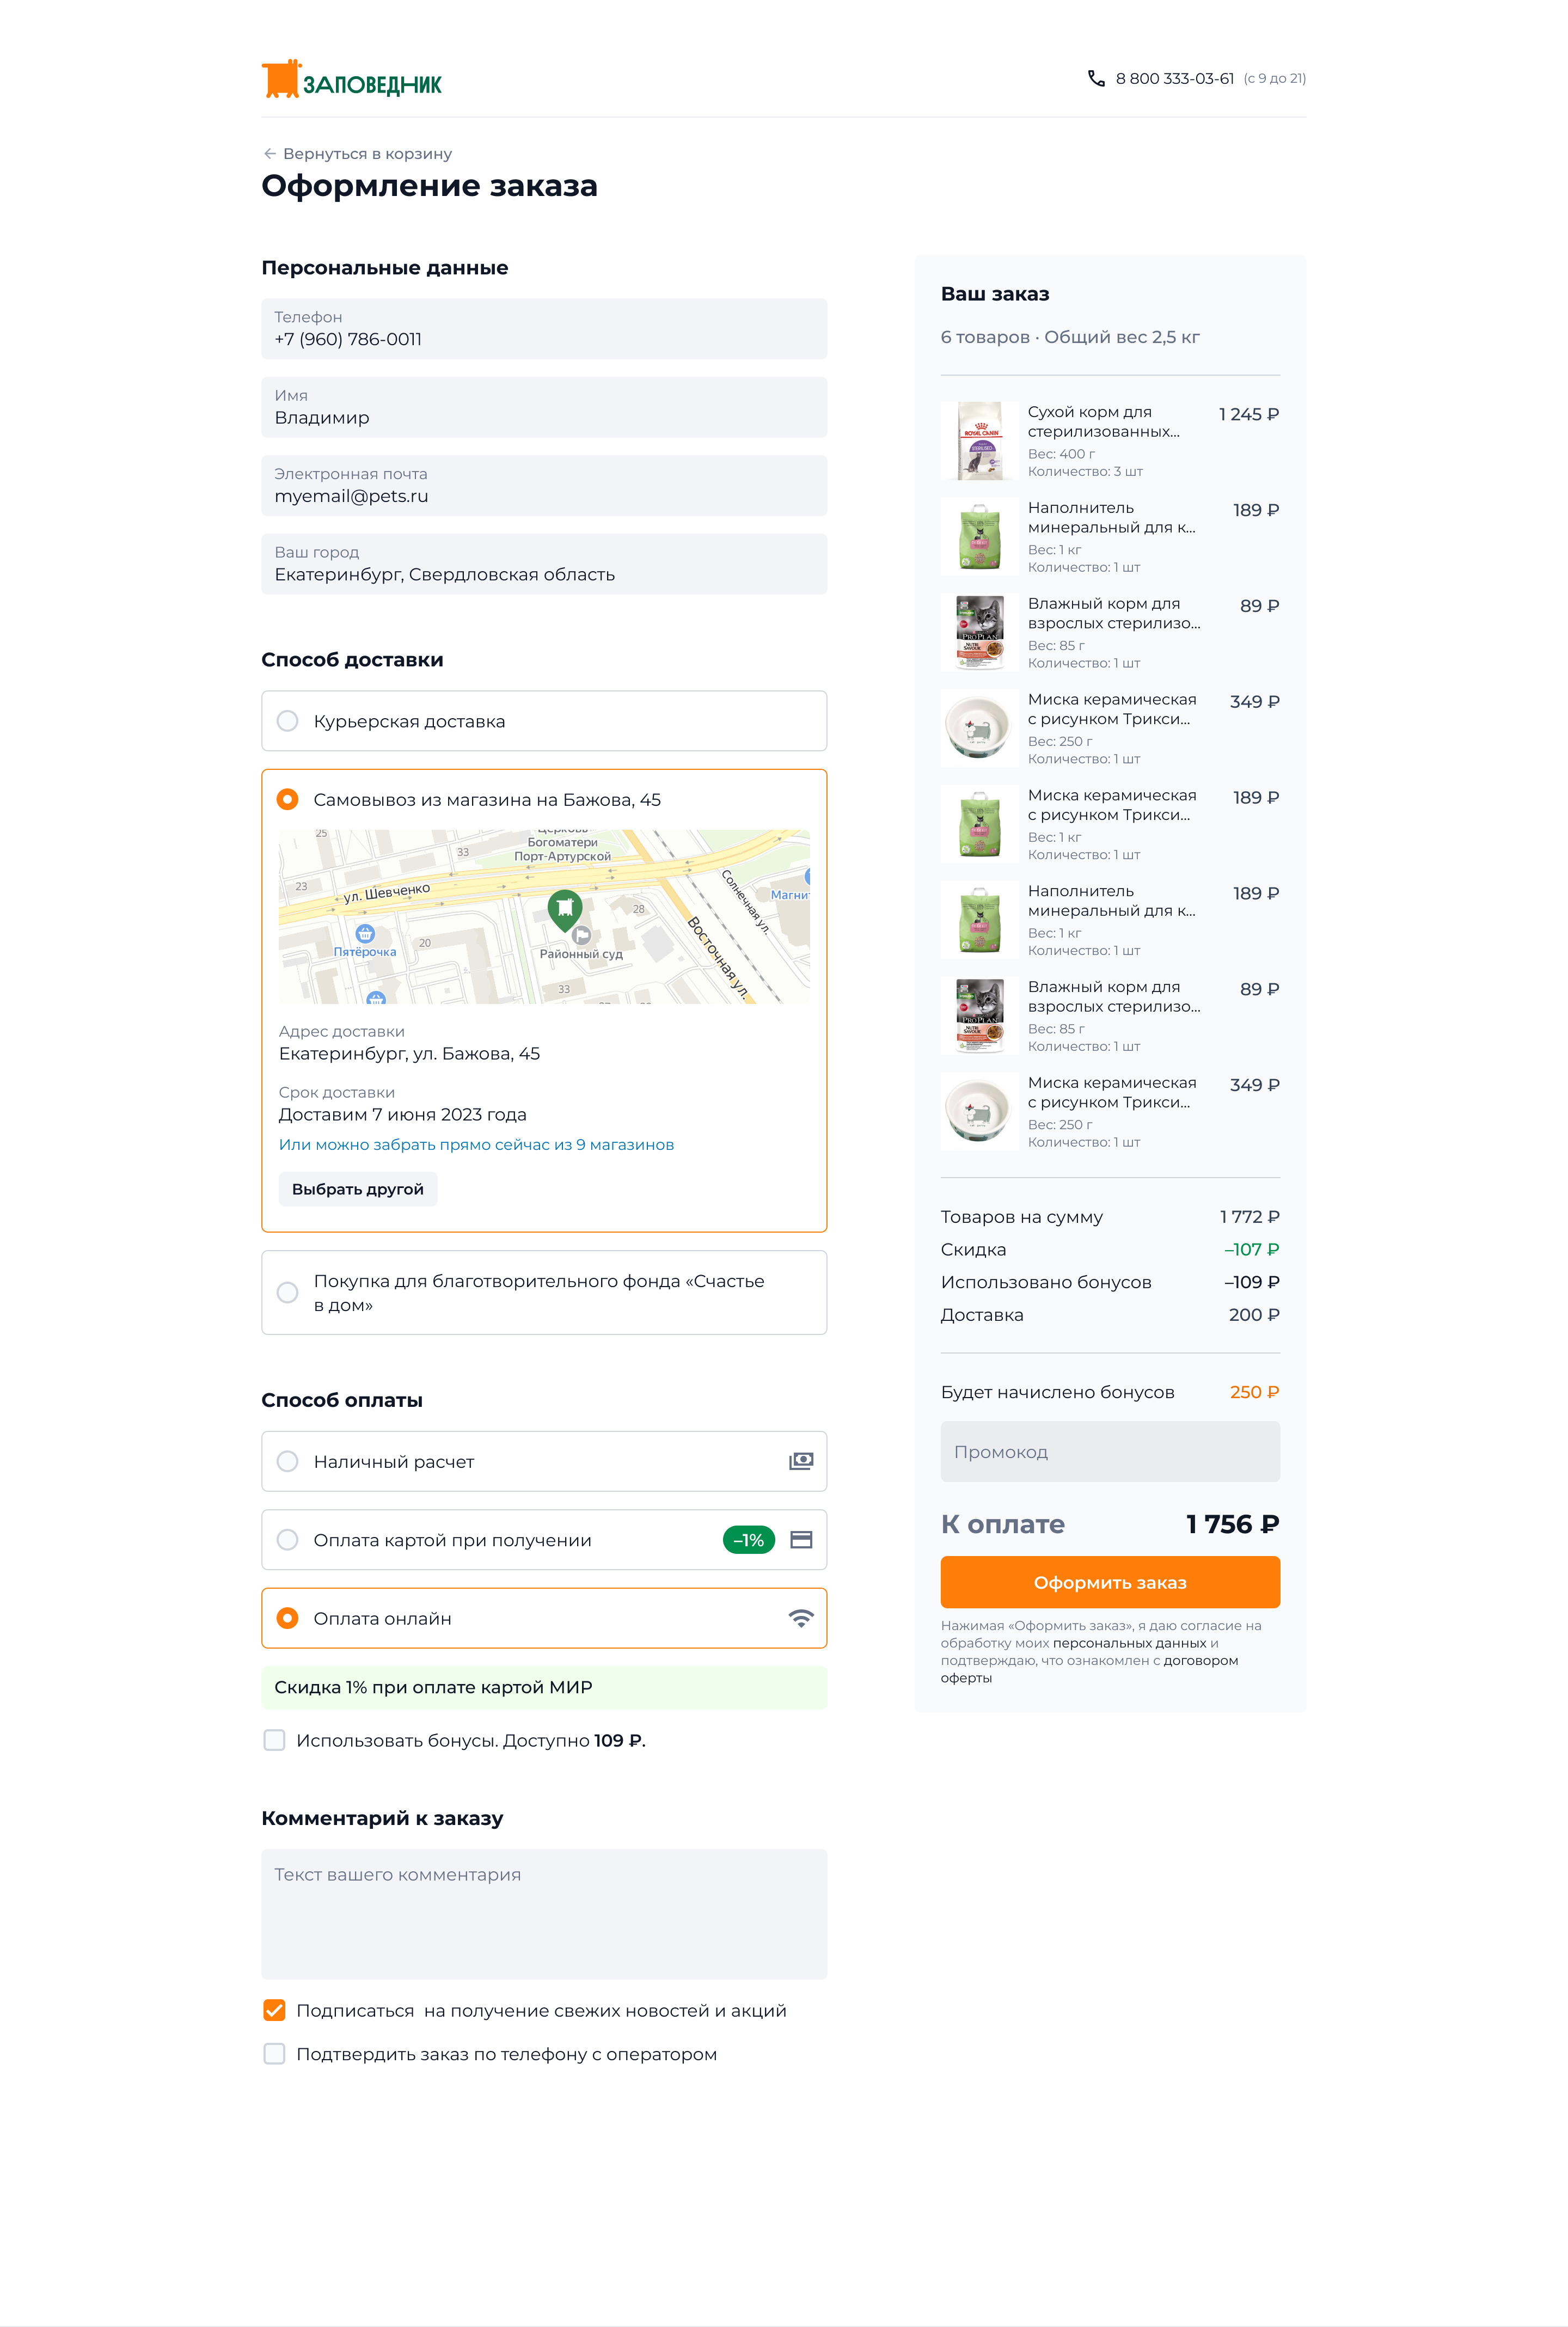 ЗАПОВЕДНИК
8 800 333-03-61 (с 9 до 21)
Вернуться в корзину
Оформление заказа
Персональные данные
Телефон
+7 (960) 786-0011
Имя
Владимир
Электронная почта
myemail@pets.ru
Ваш город
Екатеринбург, Свердловская область
Способ доставки
Курьерская доставка
Самовывоз из магазина на Бажова, 45
25
Церковь
Богоматери
Порт-Артурской
33
23
ул. Шевченко
Солнечная ул.
Магнит
28
20
Пятёрочка
Районный суд
Восточная ул.
33
Адрес доставки
Екатеринбург, ул. Бажова, 45
Срок доставки
Доставим 7 июня 2023 года
Или можно забрать прямо сейчас из 9 магазинов
Выбрать другой
Покупка для благотворительного фонда «Счастье
в дом»
Способ оплаты
Наличный расчет
Оплата картой при получении –1%
Оплата онлайн
Скидка 1% при оплате картой МИР
Использовать бонусы. Доступно 109 ₽.
Комментарий к заказу
Текст вашего комментария
Подписаться  на получение свежих новостей и акций
Подтвердить заказ по телефону с оператором
Ваш заказ
6 товаров · Общий вес 2,5 кг
ROYAL CANIN
Сухой корм для 1 245 ₽
стерилизованных...
Вес: 400 г
Количество: 3 шт
Наполнитель 189 ₽
минеральный для к...
Вес: 1 кг
Количество: 1 шт
PRO PLAN
Влажный корм для 89 ₽
взрослых стерилизо...
Вес: 85 г
Количество: 1 шт
Миска керамическая 349 ₽
с рисунком Трикси...
Вес: 250 г
Количество: 1 шт
Миска керамическая 189 ₽
с рисунком Трикси...
Вес: 1 кг
Количество: 1 шт
Наполнитель 189 ₽
минеральный для к...
Вес: 1 кг
Количество: 1 шт
PRO PLAN
Влажный корм для 89 ₽
взрослых стерилизо...
Вес: 85 г
Количество: 1 шт
Миска керамическая 349 ₽
с рисунком Трикси...
Вес: 250 г
Количество: 1 шт
Товаров на сумму 1 772 ₽
Скидка –107 ₽
Использовано бонусов –109 ₽
Доставка 200 ₽
Будет начислено бонусов 250 ₽
Промокод
К оплате 1 756 ₽
Оформить заказ
Нажимая «Оформить заказ», я даю согласие на
обработку моих персональных данных и
подтверждаю, что ознакомлен с договором
оферты